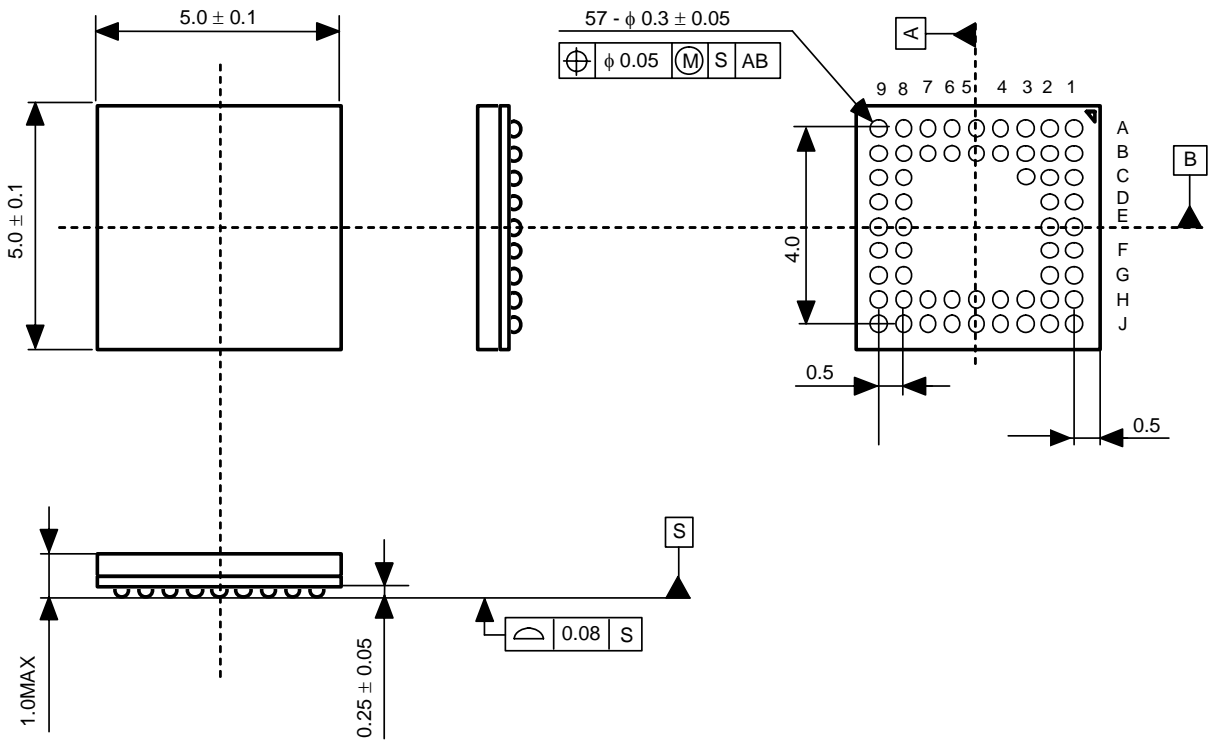 5.0 ± 0.1
57 - ϕ 0.3 ± 0.05
ϕ 0.05 M S AB
A
9 8 7 6 5 4 3 2 1
A
B
C
D
E
F
G
H
J
B
5.0 ± 0.1
4.0
0.5
0.5
S
0.08 S
1.0MAX
0.25 ± 0.05